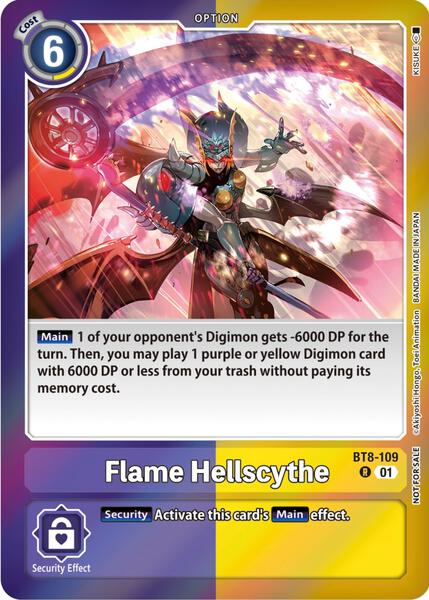 OPTION
Cost
6
KISUKE
Main 1 of your opponent's Digimon gets -6000 DP for the
turn. Then, you may play 1 purple or yellow Digimon card
with 6000 DP or less from your trash without paying its
memory cost.
©Akiyoshi Hongo, Toei Animation BANDAI MADE IN JAPAN
NOT FOR SALE
Flame Hellscythe
BT8-109
R 01
Security Activate this card's Main effect.
Security Effect